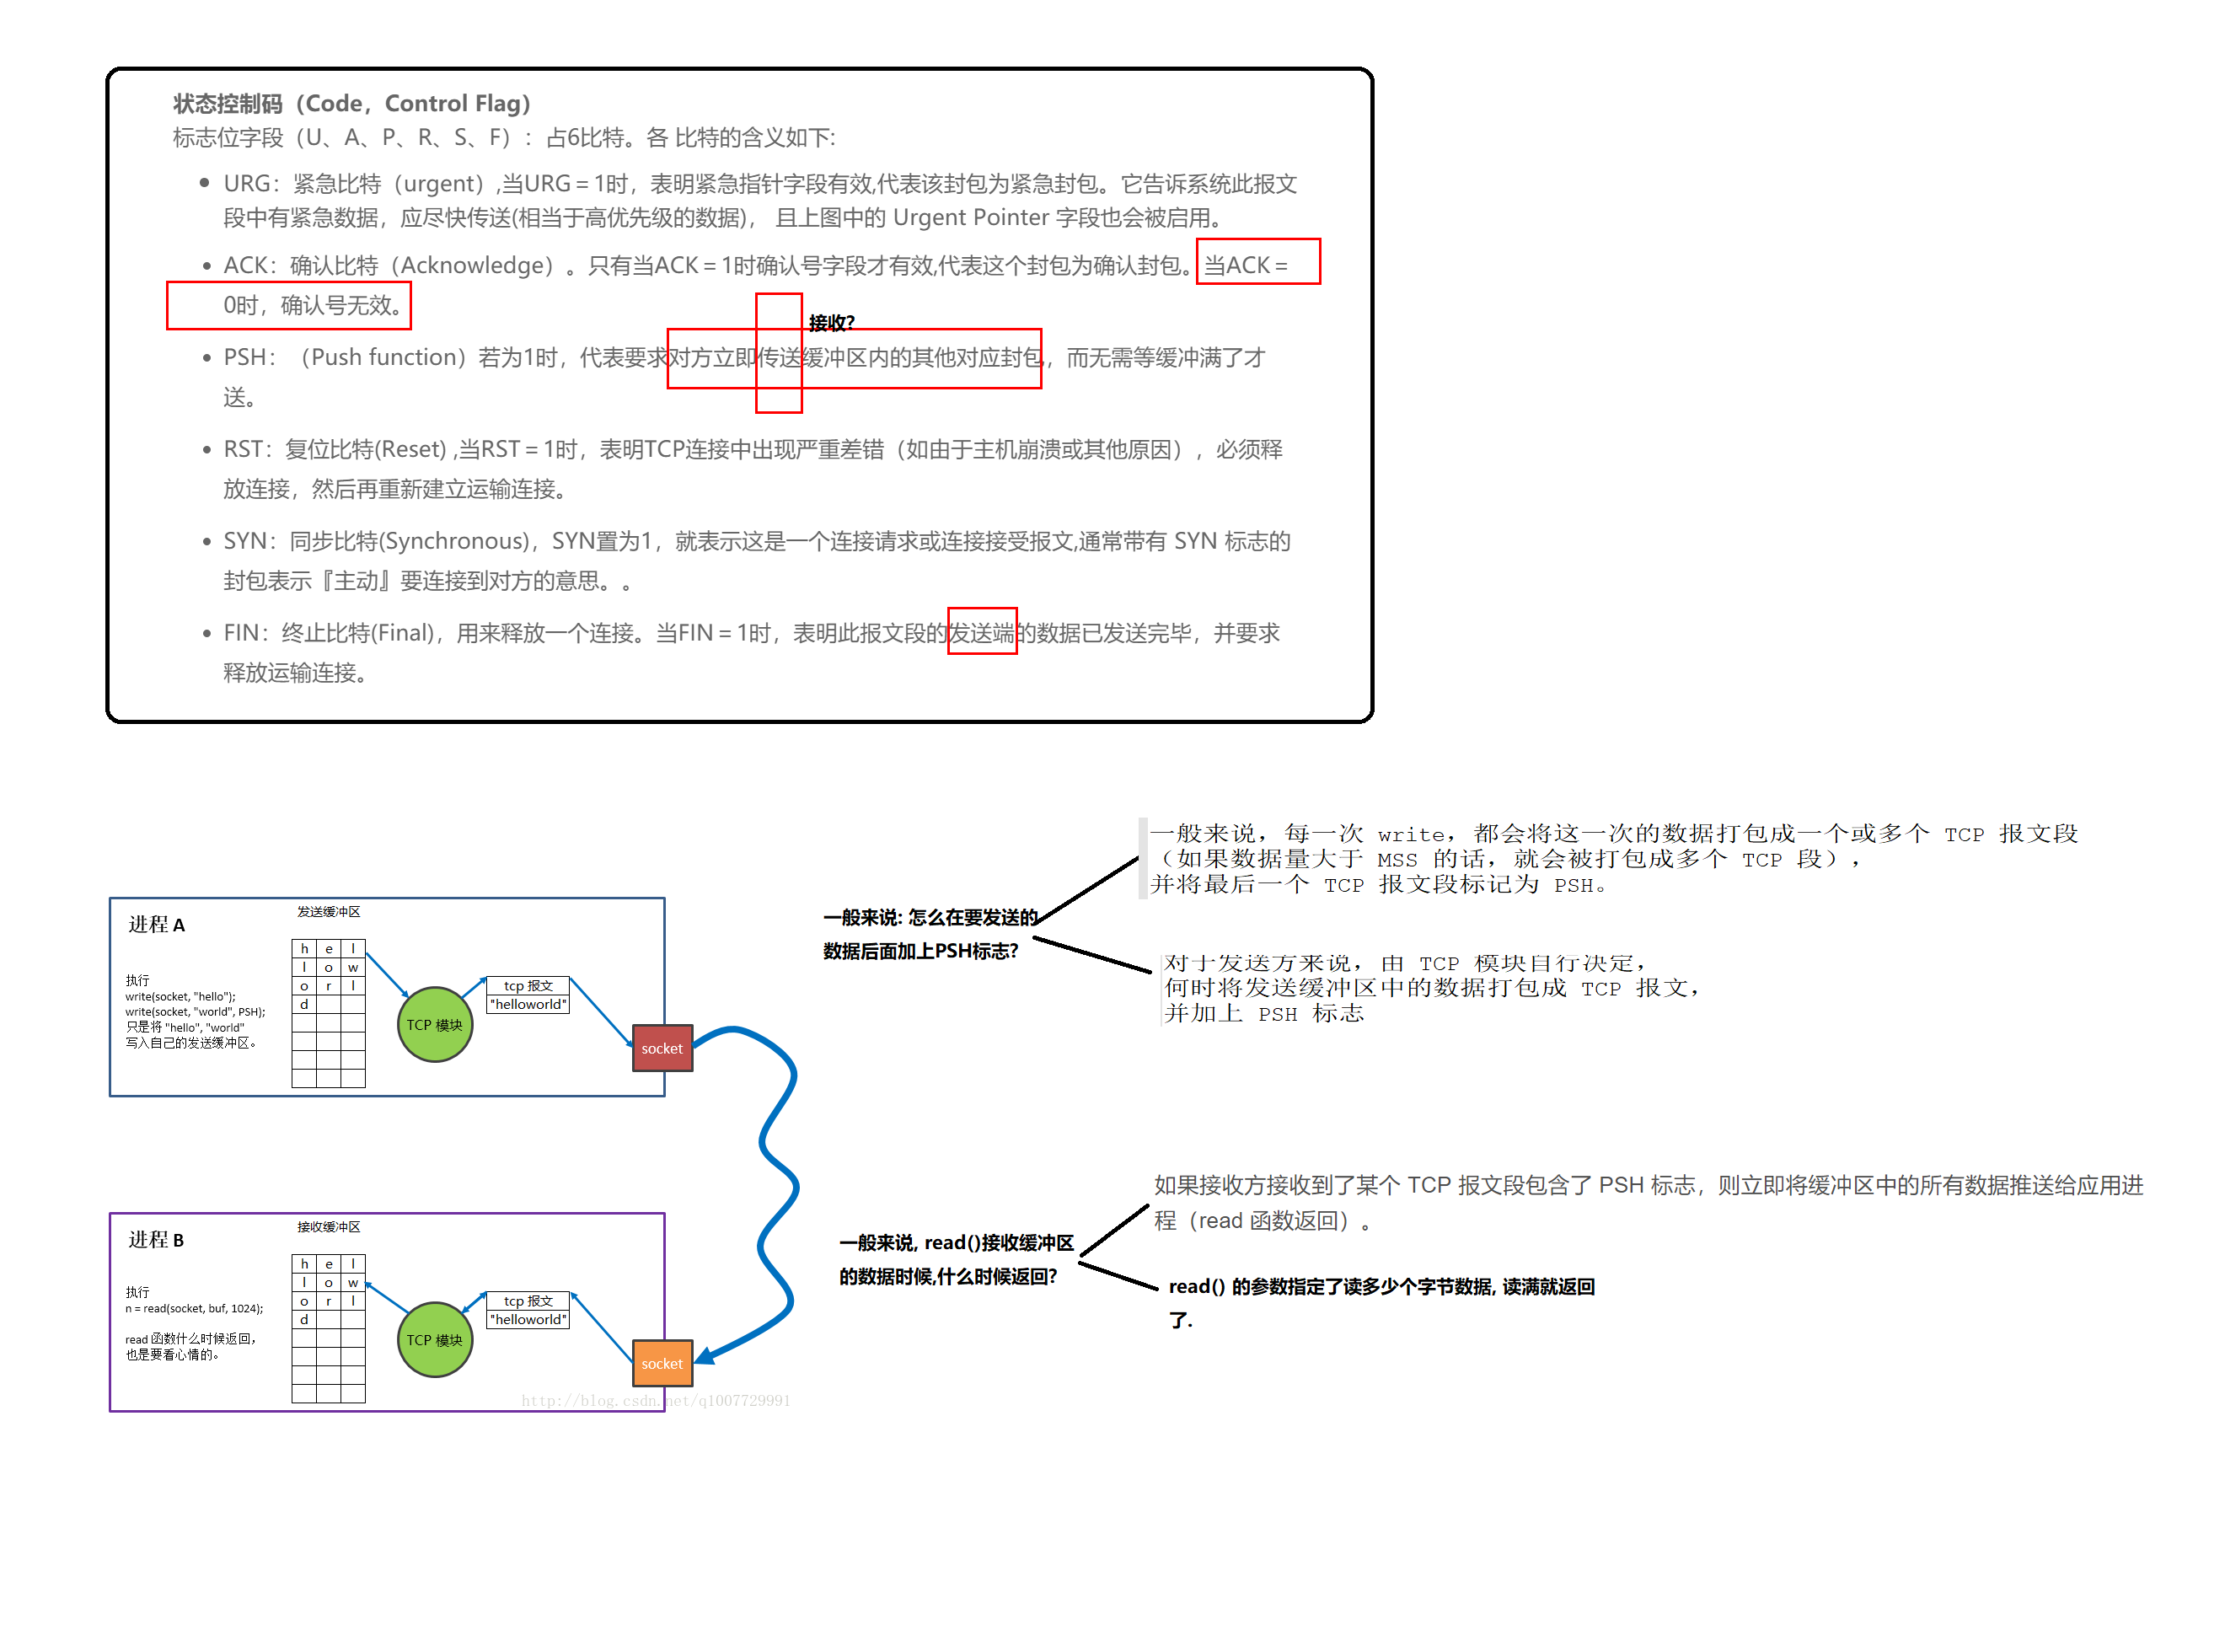 状态控制码（Code，Control Flag）
标志位字段（U、A、P、R、S、F）：占6比特。各 比特的含义如下:
URG：紧急比特（urgent）,当URG＝1时，表明紧急指针字段有效,代表该封包为紧急封包。它告诉系统此报文
段中有紧急数据，应尽快传送(相当于高优先级的数据)， 且上图中的 Urgent Pointer 字段也会被启用。
ACK：确认比特（Acknowledge）。只有当ACK＝1时确认号字段才有效,代表这个封包为确认封包。当ACK＝
0时，确认号无效。
接收?
PSH：（Push function）若为1时，代表要求对方立即传送缓冲区内的其他对应封包，而无需等缓冲满了才
送。
RST：复位比特(Reset) ,当RST＝1时，表明TCP连接中出现严重差错（如由于主机崩溃或其他原因），必须释
放连接，然后再重新建立运输连接。
SYN：同步比特(Synchronous)，SYN置为1，就表示这是一个连接请求或连接接受报文,通常带有 SYN 标志的
封包表示『主动』要连接到对方的意思。。
FIN：终止比特(Final)，用来释放一个连接。当FIN＝1时，表明此报文段的发送端的数据已发送完毕，并要求
释放运输连接。
一般来说，每一次 write，都会将这一次的数据打包成一个或多个 TCP 报文段
（如果数据量大于 MSS 的话，就会被打包成多个 TCP 段），
并将最后一个 TCP 报文段标记为 PSH。
一般来说: 怎么在要发送的
数据后面加上PSH标志?
对于发送方来说，由 TCP 模块自行决定，
何时将发送缓冲区中的数据打包成 TCP 报文，
并加上 PSH 标志
进程 A
发送缓冲区
h e l
l o w
o r l
d
执行
write(socket, "hello");
write(socket, "world", PSH);
只是将 "hello", "world"
写入自己的发送缓冲区。
TCP 模块
tcp 报文
"helloworld"
socket
如果接收方接收到了某个 TCP 报文段包含了 PSH 标志，则立即将缓冲区中的所有数据推送给应用进
程（read 函数返回）。
一般来说, read()接收缓冲区
的数据时候,什么时候返回?
read() 的参数指定了读多少个字节数据, 读满就返回
了.
进程 B
接收缓冲区
h e l
l o w
o r l
d
执行
n = read(socket, buf, 1024);
read 函数什么时候返回，
也是要看心情的。
TCP 模块
tcp 报文
"helloworld"
socket
http://blog.csdn.net/q1007729991